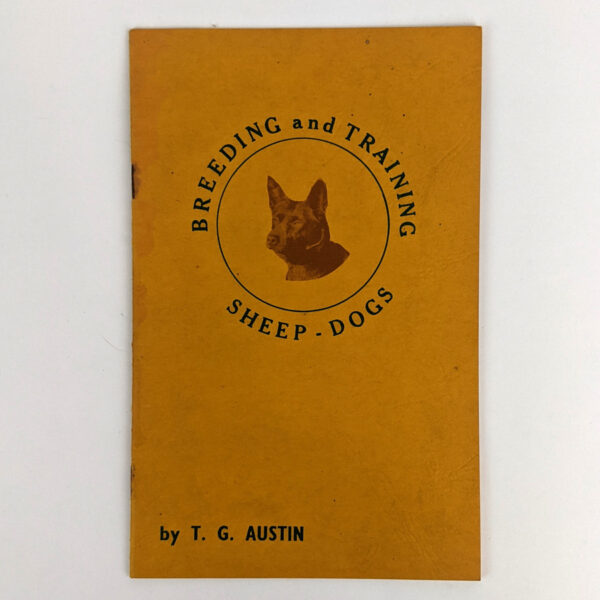 BREEDING and TRAINING
SHEEP-DOGS
by T. G. AUSTIN